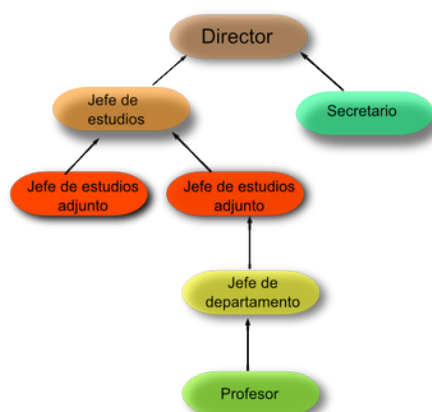 Director
Jefe de
estudios
Secretario
Jefe de estudios
adjunto
Jefe de estudios
adjunto
Jefe de
departamento
Profesor